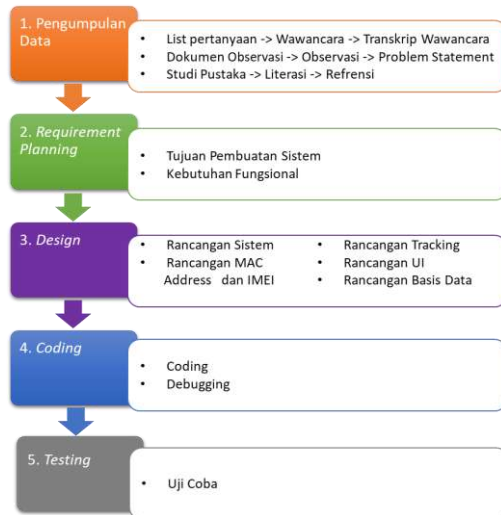 1. Pengumpulan
Data
• List pertanyaan -> Wawancara -> Transkrip Wawancara
• Dokumen Observasi -> Observasi -> Problem Statement
• Studi Pustaka -> Literasi -> Refrensi
2. Requirement
Planning
• Tujuan Pembuatan Sistem
• Kebutuhan Fungsional
3. Design
• Rancangan Sistem
• Rancangan MAC
Address dan IMEI
• Rancangan Tracking
• Rancangan UI
• Rancangan Basis Data
4. Coding
• Coding
• Debugging
5. Testing
• Uji Coba